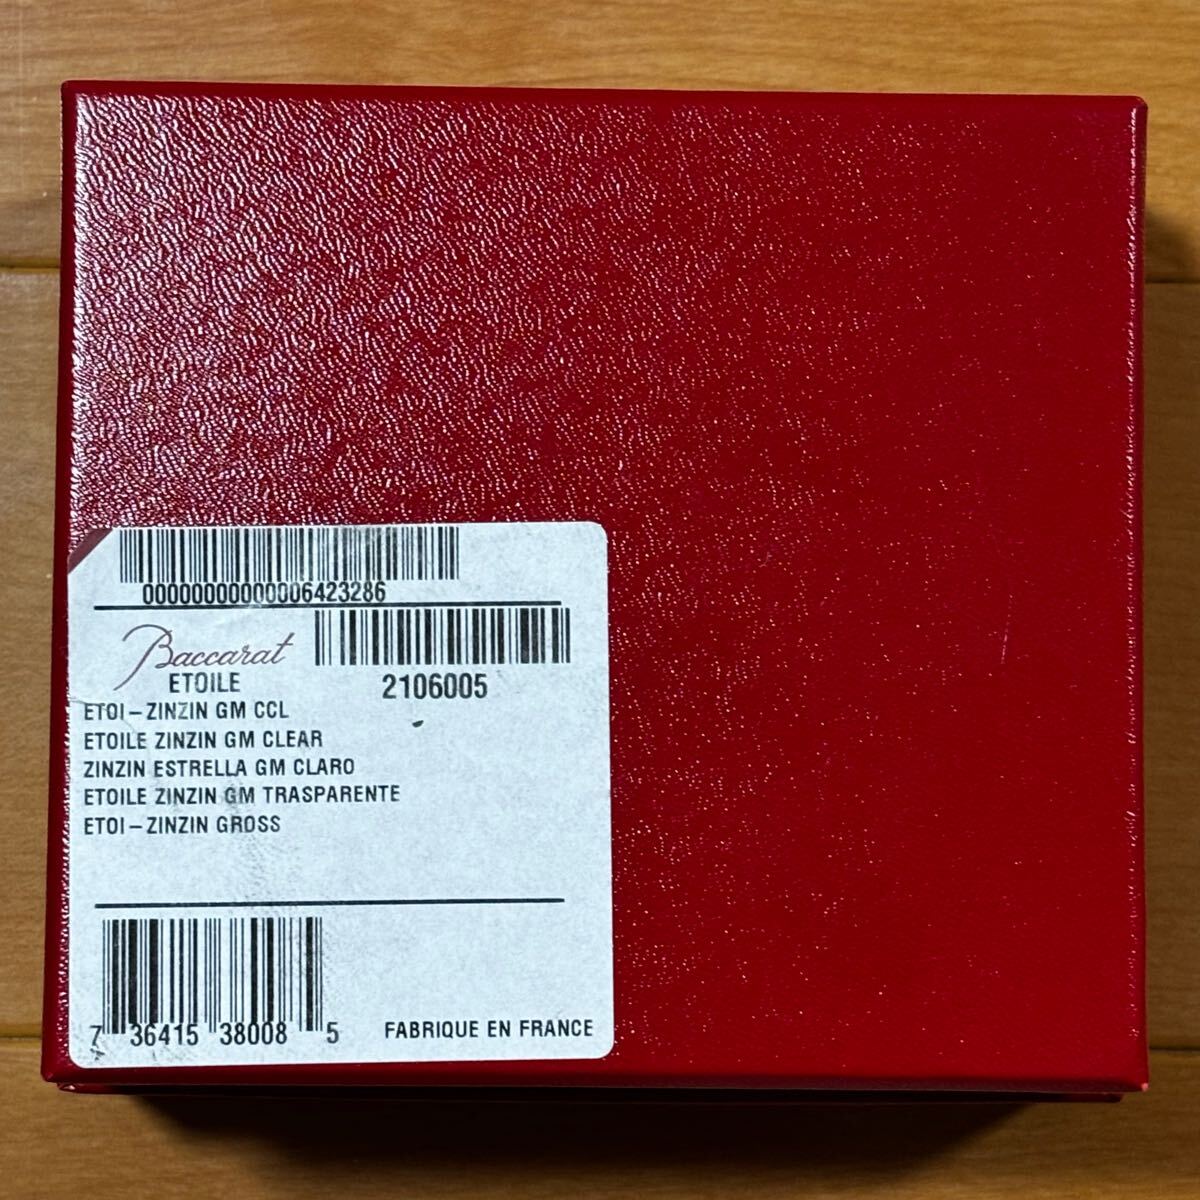 00000000000006423286
Baccarat
ETOILE
2106005
ETOI-ZINZIN GM CCL
ETOILE ZINZIN GM CLEAR
ZINZIN ESTRELLA GM CLARO
ETOILE ZINZIN GM TRASPARENTE
ETOI-ZINZIN GROSS
7 36415 38008 5
FABRIQUE EN FRANCE